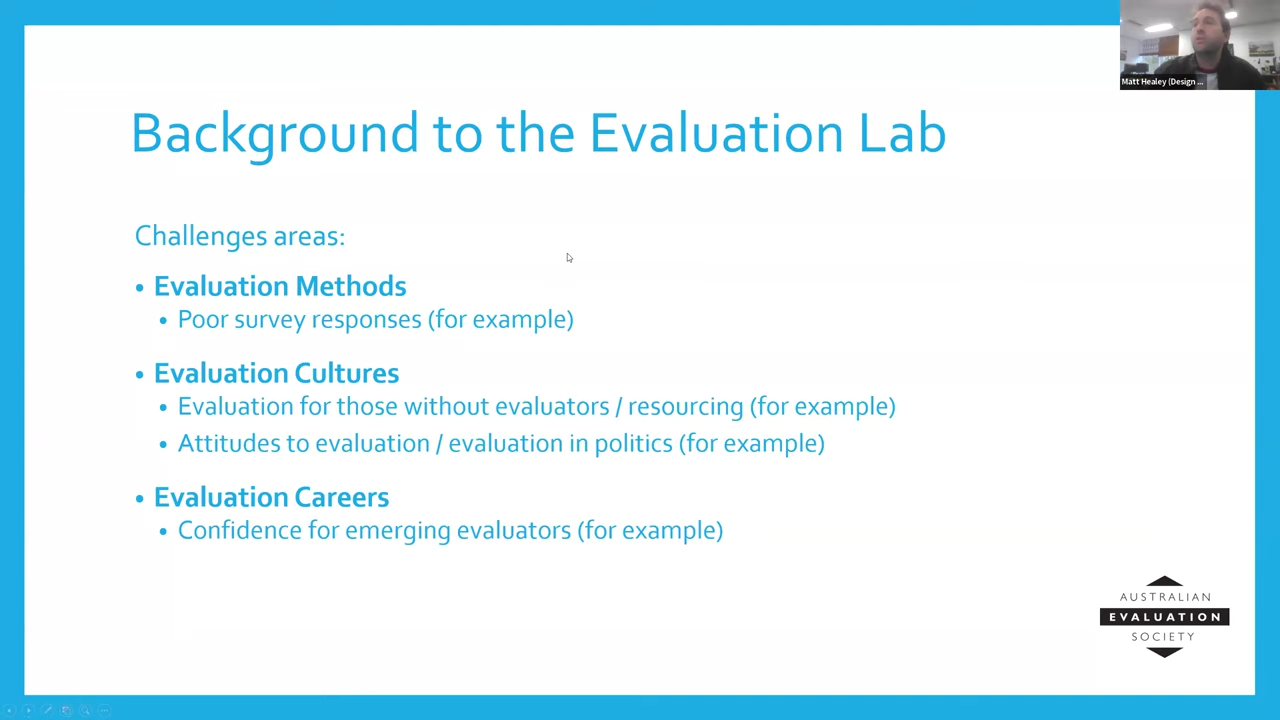 Matt Healey (Design ...
Background to the Evaluation Lab
Challenges areas:
• Evaluation Methods
• Poor survey responses (for example)
• Evaluation Cultures
• Evaluation for those without evaluators / resourcing (for example)
• Attitudes to evaluation / evaluation in politics (for example)
• Evaluation Careers
• Confidence for emerging evaluators (for example)
AUSTRALIAN
EVALUATION
SOCIETY